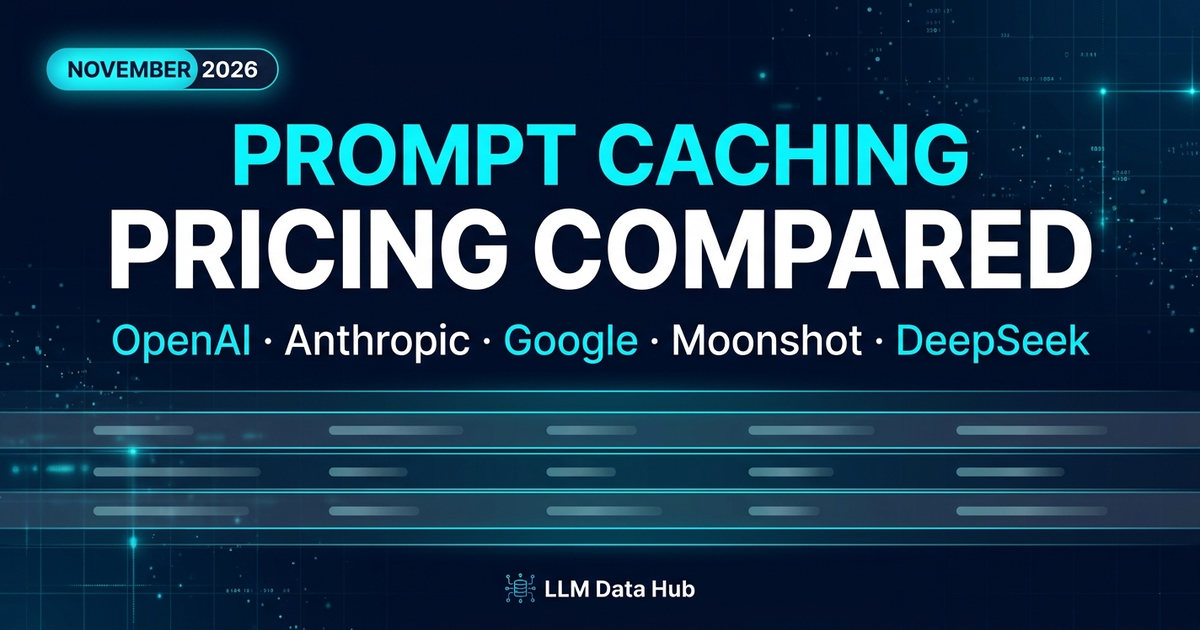 NOVEMBER 2026
PROMPT CACHING
PRICING COMPARED
OpenAI · Anthropic · Google · Moonshot · DeepSeek
LLM Data Hub